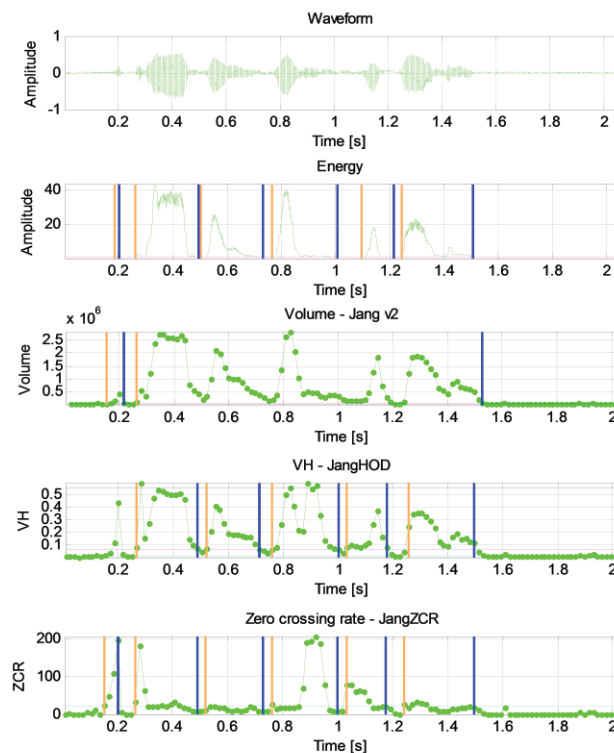 Waveform
1
0
-1
Amplitude
0.2 0.4 0.6 0.8 1 1.2 1.4 1.6 1.8 2
Time [s]
Energy
40
20
Amplitude
0.2 0.4 0.6 0.8 1 1.2 1.4 1.6 1.8 2
Time [s]
x 10^6
Volume - Jang v2
2.5
2
1.5
1
0.5
Volume
0.2 0.4 0.6 0.8 1 1.2 1.4 1.6 1.8 2
Time [s]
VH - JangHOD
0.5
0.4
0.3
0.2
0.1
VH
0.2 0.4 0.6 0.8 1 1.2 1.4 1.6 1.8 2
Time [s]
Zero crossing rate - JangZCR
200
100
0
ZCR
0.2 0.4 0.6 0.8 1 1.2 1.4 1.6 1.8 2
Time [s]